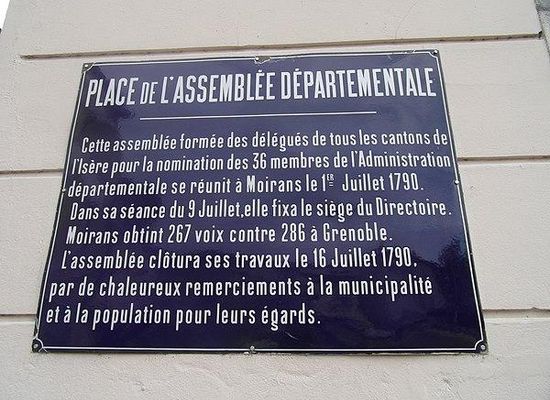 PLACE DE L'ASSEMBLÉE DÉPARTEMENTALE
Cette assemblée formée des délégués de tous les cantons de
l'Isère pour la nomination des 36 membres de l'Administration
départementale se réunit à Moirans le 1ER Juillet 1790.
Dans sa séance du 9 Juillet,elle fixa le siège du Directoire.
Moirans obtint 267 voix contre 286 à Grenoble.
L'assemblée clôtura ses travaux le 16 Juillet 1790,
par de chaleureux remerciements à la municipalité
et à la population pour leurs égards.